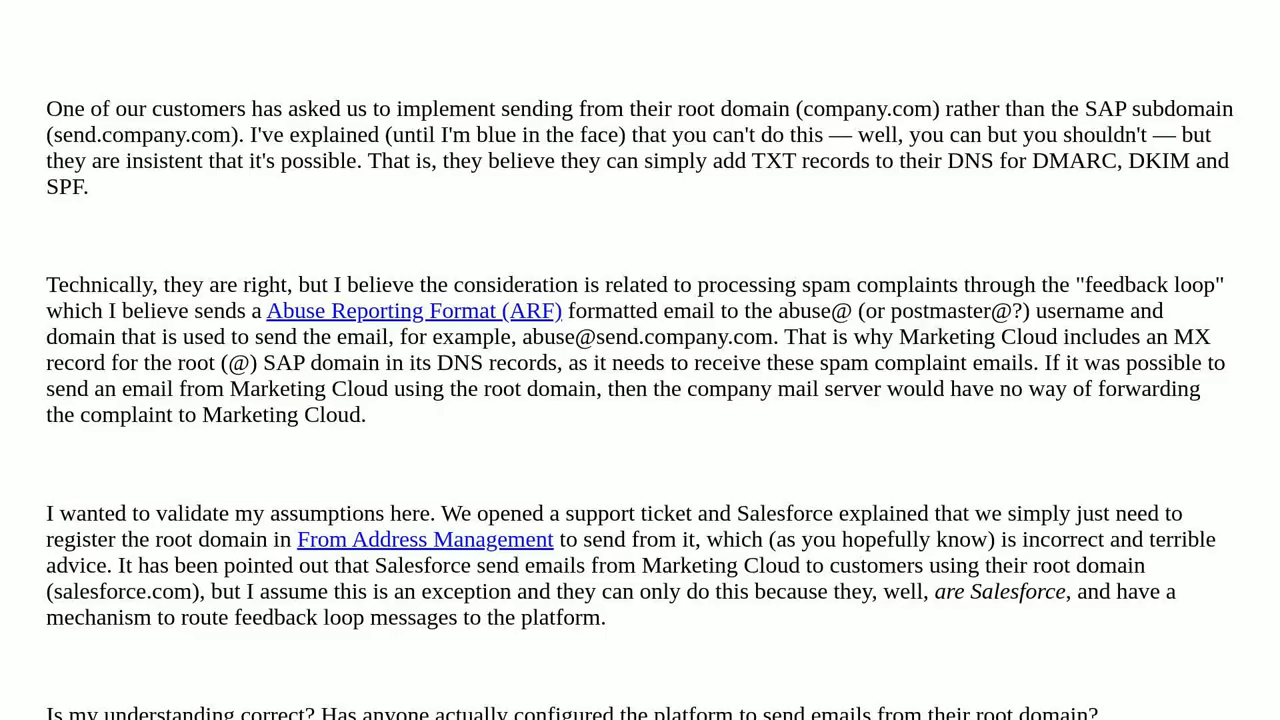 One of our customers has asked us to implement sending from their root domain (company.com) rather than the SAP subdomain
(send.company.com). I've explained (until I'm blue in the face) that you can't do this — well, you can but you shouldn't — but
they are insistent that it's possible. That is, they believe they can simply add TXT records to their DNS for DMARC, DKIM and
SPF.
Technically, they are right, but I believe the consideration is related to processing spam complaints through the "feedback loop"
which I believe sends a Abuse Reporting Format (ARF) formatted email to the abuse@ (or postmaster@?) username and
domain that is used to send the email, for example, abuse@send.company.com. That is why Marketing Cloud includes an MX
record for the root (@) SAP domain in its DNS records, as it needs to receive these spam complaint emails. If it was possible to
send an email from Marketing Cloud using the root domain, then the company mail server would have no way of forwarding
the complaint to Marketing Cloud.
I wanted to validate my assumptions here. We opened a support ticket and Salesforce explained that we simply just need to
register the root domain in From Address Management to send from it, which (as you hopefully know) is incorrect and terrible
advice. It has been pointed out that Salesforce send emails from Marketing Cloud to customers using their root domain
(salesforce.com), but I assume this is an exception and they can only do this because they, well, are Salesforce, and have a
mechanism to route feedback loop messages to the platform.
Is my understanding correct? Has anyone actually configured the platform to send emails from their root domain?